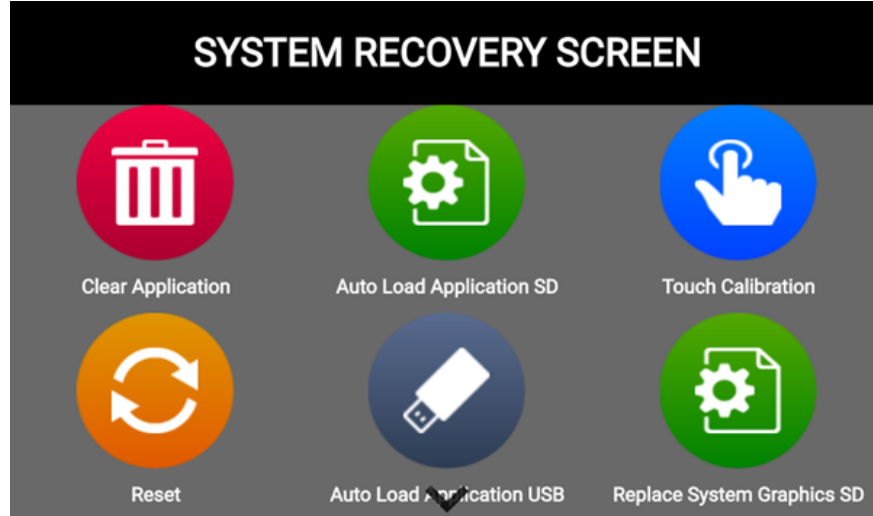 SYSTEM RECOVERY SCREEN
Clear Application
Auto Load Application SD
Touch Calibration
Reset
Auto Load Application USB
Replace System Graphics SD